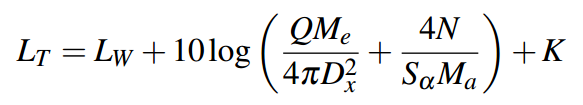 L_T = L_W + 10 log ( QM_e / 4πD_x^2 + 4N / S_α M_a ) + K